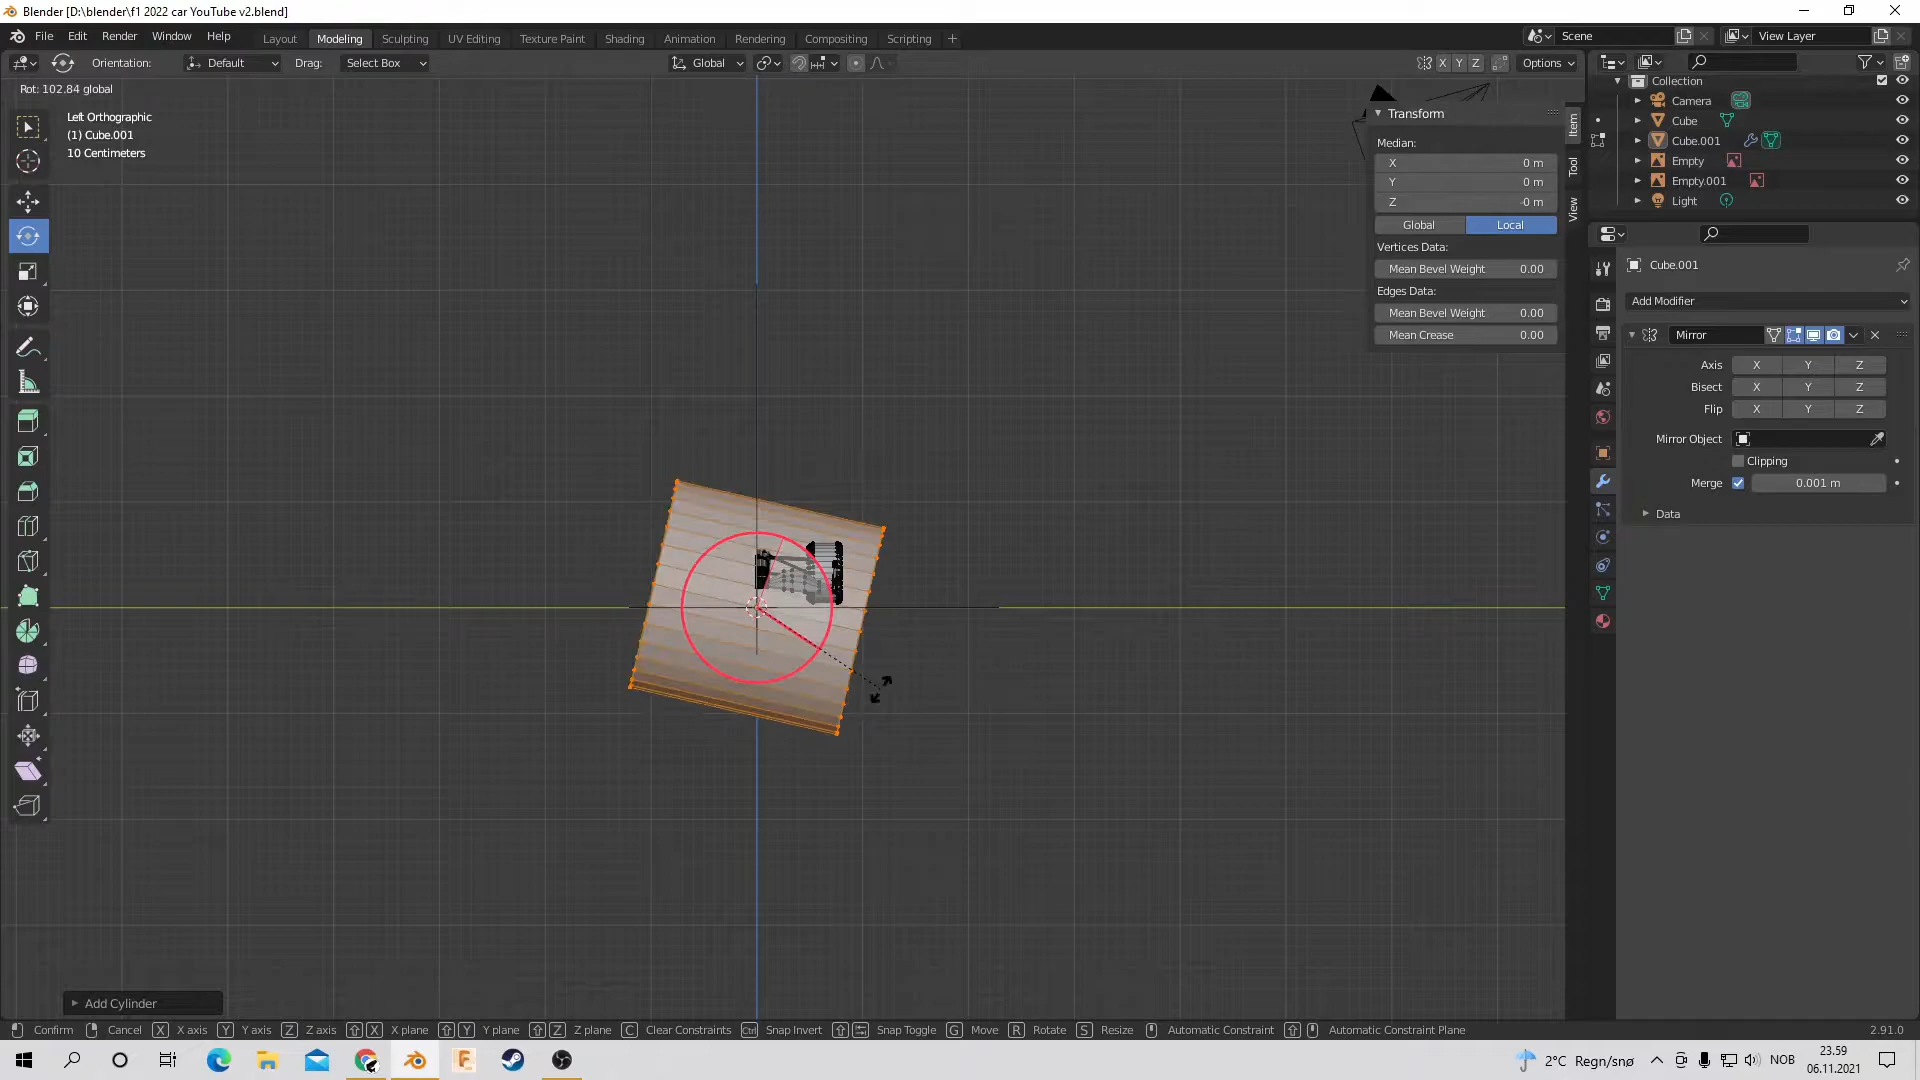 Blender [D:\blender\f1 2022 car YouTube v2.blend]
File Edit Render Window Help Layout Modeling Sculpting UV Editing Texture Paint Shading Animation Rendering Compositing Scripting + Scene View Layer
Orientation: Default Drag: Select Box Global X Y Z Options
Rot: 102.84 global
Left Orthographic
(1) Cube.001
10 Centimeters
Transform
Median:
X 0 m
Y 0 m
Z -0 m
Global Local
Vertices Data:
Mean Bevel Weight 0.00
Edges Data:
Mean Bevel Weight 0.00
Mean Crease 0.00
Item
Tool
View
Collection
Camera
Cube
Cube.001
Empty
Empty.001
Light
Cube.001
Add Modifier
Mirror
Axis X Y Z
Bisect X Y Z
Flip X Y Z
Mirror Object
Clipping
Merge 0.001 m
Data
Add Cylinder
Confirm Cancel X X axis Y Y axis Z Z axis X X plane Y Y plane Z Z plane C Clear Constraints Ctrl Snap Invert Snap Toggle G Move R Rotate S Resize Automatic Constraint Automatic Constraint Plane 2.91.0
2°C Regn/snø NOB 23.59
06.11.2021